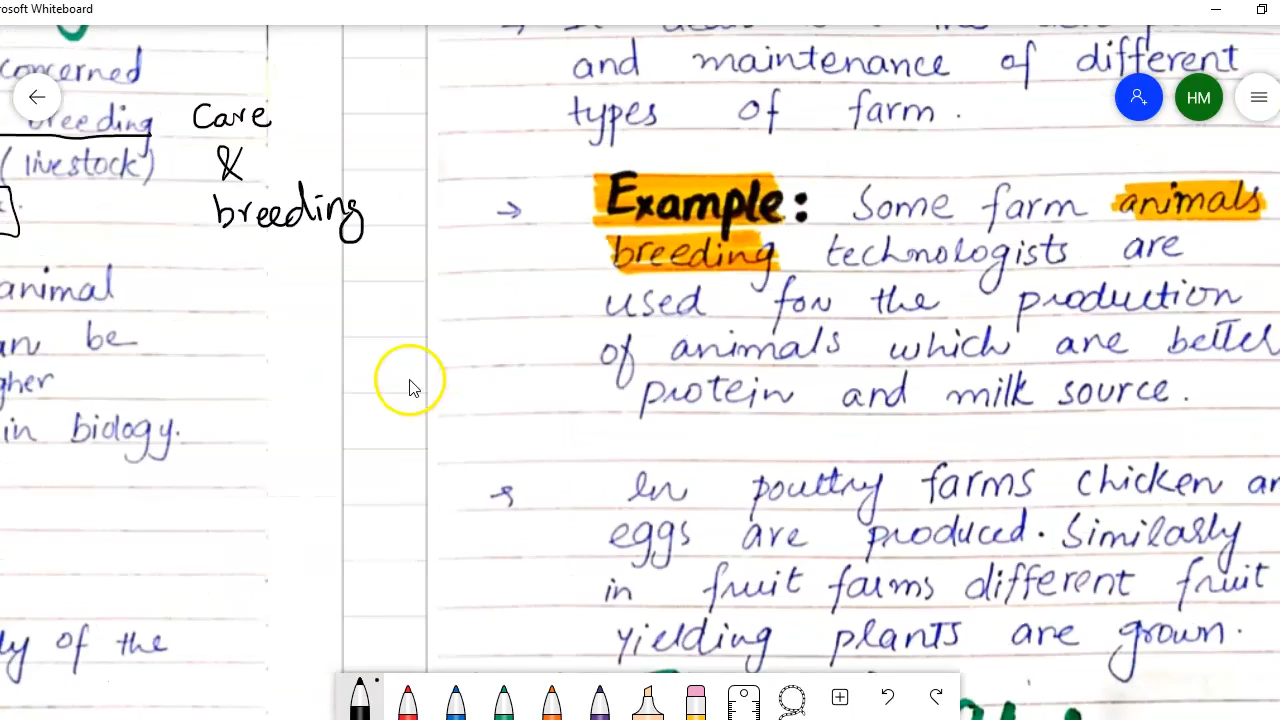 rosoft Whiteboard
concerned
breeding
(livestock)
Care
&
breeding
animal
be
in biology.
of the
and maintenance of different
types of farm.
HM
→ Example: Some farm animals
breeding technologists are
used for the production
of animals which are better
protein and milk source.
→ In poultry farms chicken an
eggs are produced. Similarly
in fruit farms different fruit
yielding plants are grown.